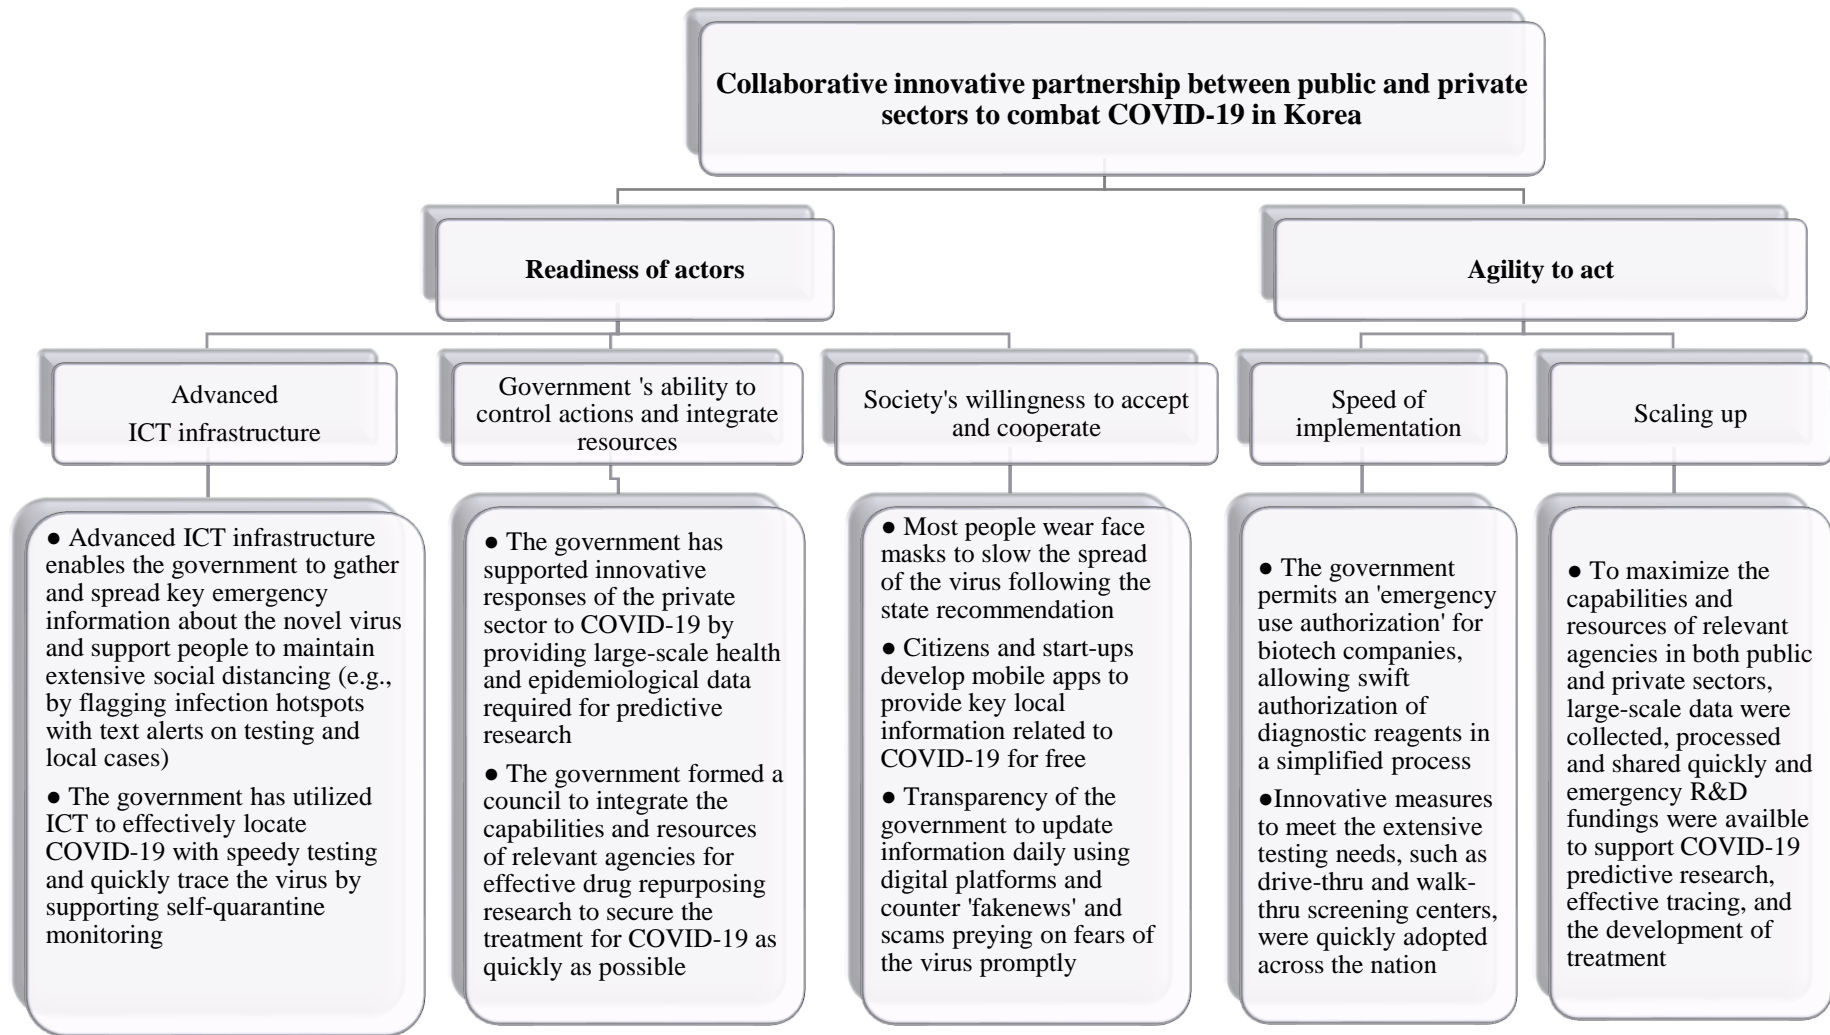 Collaborative innovative partnership between public and private
sectors to combat COVID-19 in Korea
Readiness of actors
Agility to act
Advanced
ICT infrastructure
Government 's ability to
control actions and integrate
resources
Society's willingness to accept
and cooperate
Speed of
implementation
Scaling up
● Advanced ICT infrastructure
enables the government to gather
and spread key emergency
information about the novel virus
and support people to maintain
extensive social distancing (e.g.,
by flagging infection hotspots
with text alerts on testing and
local cases)
● The government has utilized
ICT to effectively locate
COVID-19 with speedy testing
and quickly trace the virus by
supporting self-quarantine
monitoring
● The government has
supported innovative
responses of the private
sector to COVID-19 by
providing large-scale health
and epidemiological data
required for predictive
research
● The government formed a
council to integrate the
capabilities and resources
of relevant agencies for
effective drug repurposing
research to secure the
treatment for COVID-19 as
quickly as possible
● Most people wear face
masks to slow the spread
of the virus following the
state recommendation
● Citizens and start-ups
develop mobile apps to
provide key local
information related to
COVID-19 for free
● Transparency of the
government to update
information daily using
digital platforms and
counter 'fakenews' and
scams preying on fears of
the virus promptly
● The government
permits an 'emergency
use authorization' for
biotech companies,
allowing swift
authorization of
diagnostic reagents in
a simplified process
●Innovative measures
to meet the extensive
testing needs, such as
drive-thru and walk-
thru screening centers,
were quickly adopted
across the nation
● To maximize the
capabilities and
resources of relevant
agencies in both public
and private sectors,
large-scale data were
collected, processed
and shared quickly and
emergency R&D
fundings were availble
to support COVID-19
predictive research,
effective tracing, and
the development of
treatment